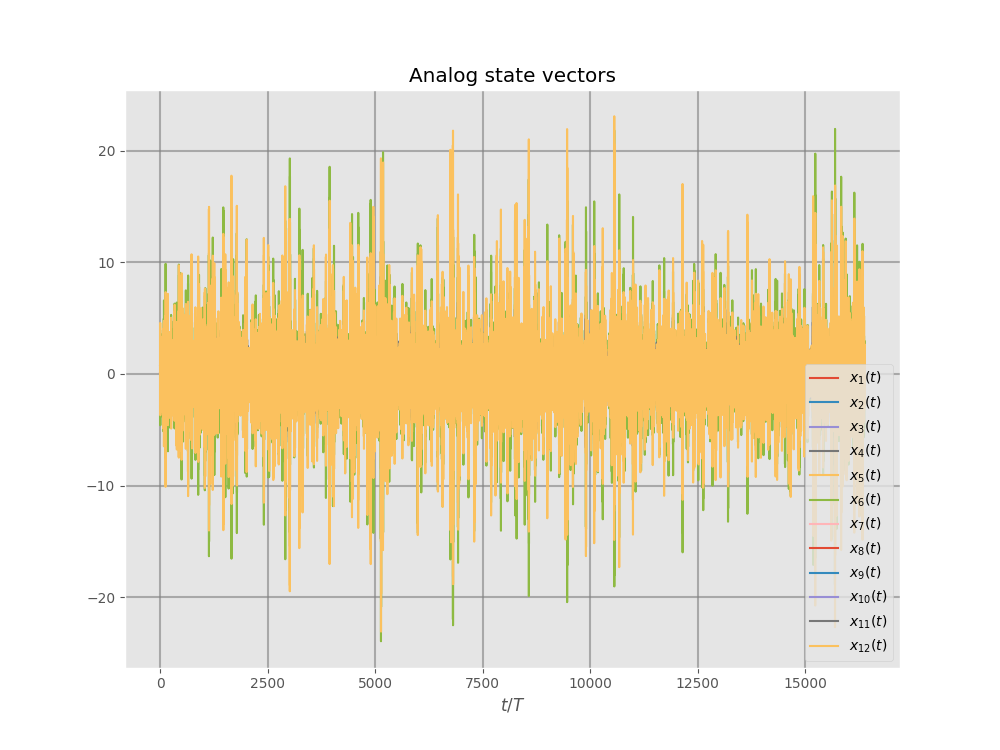 Analog state vectors
20
10
0
−10
−20
0 2500 5000 7500 10000 12500 15000
t/T
x₁(t)
x₂(t)
x₃(t)
x₄(t)
x₅(t)
x₆(t)
x₇(t)
x₈(t)
x₉(t)
x₁₀(t)
x₁₁(t)
x₁₂(t)